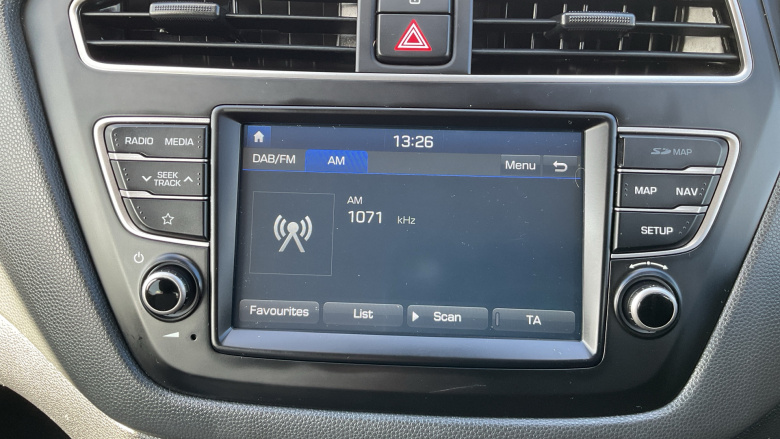 RADIO MEDIA
SEEK
TRACK
13:26
DAB/FM AM Menu
AM
1071 kHz
Favourites List Scan TA
SD MAP
MAP NAV
SETUP